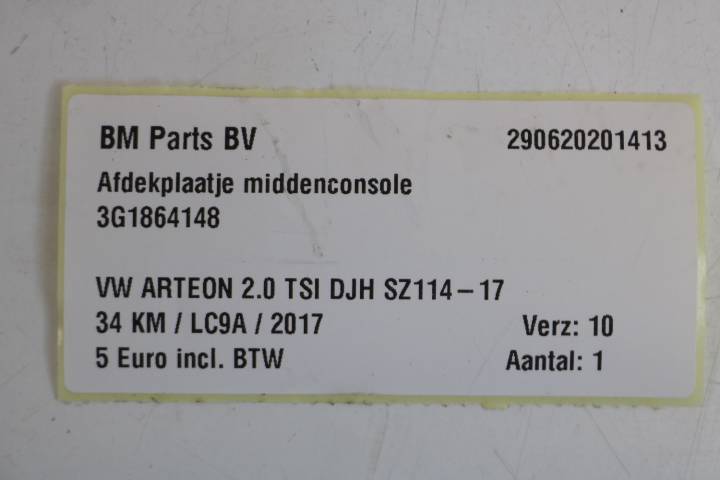 BM Parts BV 290620201413
Afdekplaatje middenconsole
3G1864148
VW ARTEON 2.0 TSI DJH SZ114-17
34 KM / LC9A / 2017 Verz: 10
5 Euro incl. BTW Aantal: 1